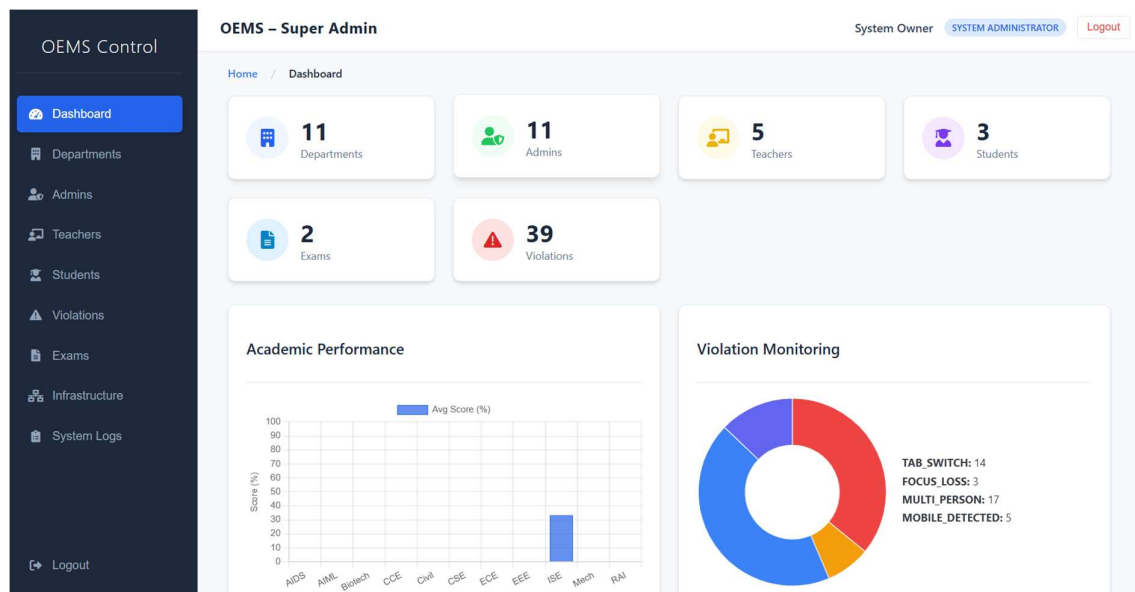 OEMS Control
Dashboard
Departments
Admins
Teachers
Students
Violations
Exams
Infrastructure
System Logs
Logout
OEMS – Super Admin
System Owner SYSTEM ADMINISTRATOR Logout
Home / Dashboard
11
Departments
11
Admins
5
Teachers
3
Students
2
Exams
39
Violations
Academic Performance
Avg Score (%)
Score (%)
100
90
80
70
60
50
40
30
20
10
0
AIDS AIML Biotech CCE Civil CSE ECE EEE ISE Mech RAI
Violation Monitoring
TAB_SWITCH: 14
FOCUS_LOSS: 3
MULTI_PERSON: 17
MOBILE_DETECTED: 5